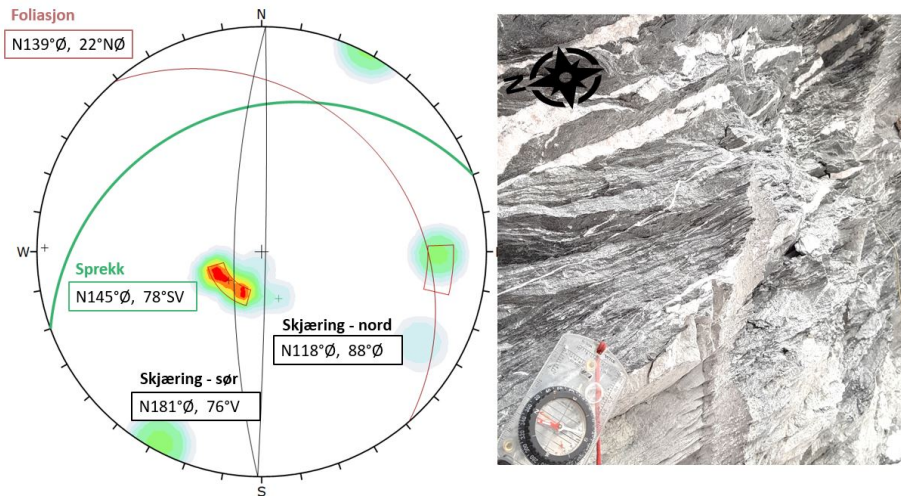 Foliasjon
N139°Ø, 22°NØ
N
W
Sprekk
N145°Ø, 78°SV
Skjæring - nord
N118°Ø, 88°Ø
Skjæring - sør
N181°Ø, 76°V
S
N